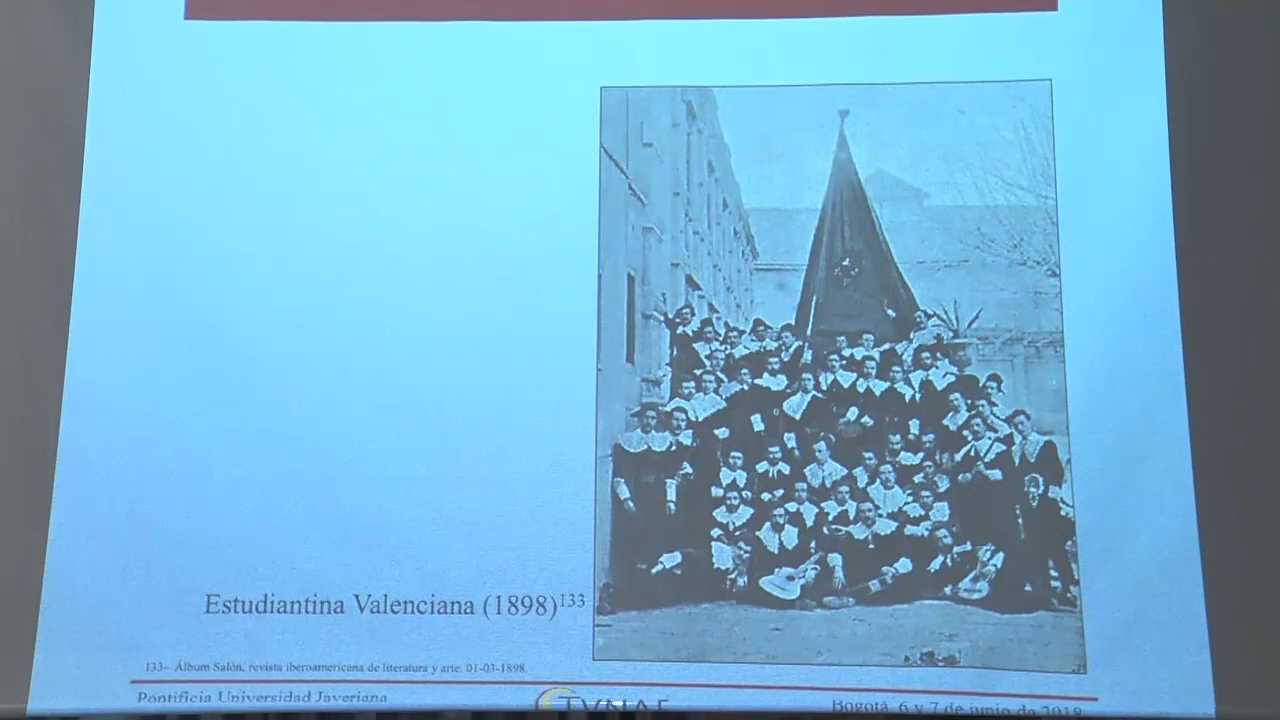 Estudiantina Valenciana (1898)¹³³
133- Álbum Salón, revista iberoamericana de literatura y arte. 01-03-1898.
Pontificia Universidad Javeriana
TVNAE
Bogotá, 6 y 7 de junio de 2018